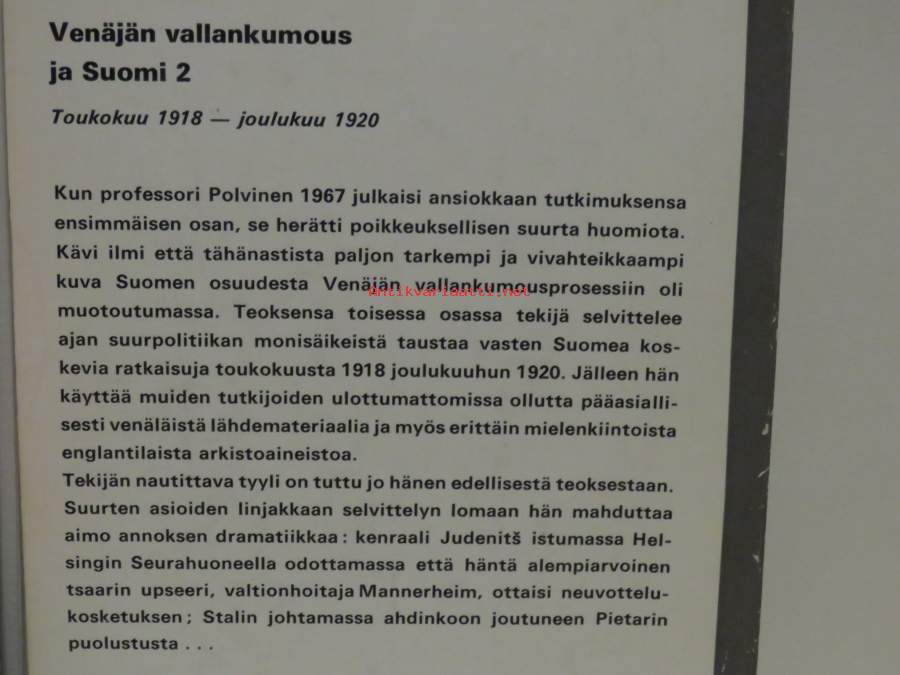 Venäjän vallankumous
ja Suomi 2
Toukokuu 1918 — joulukuu 1920
Kun professori Polvinen 1967 julkaisi ansiokkaan tutkimuksensa
ensimmäisen osan, se herätti poikkeuksellisen suurta huomiota.
Kävi ilmi että tähänastista paljon tarkempi ja vivahteikkaampi
kuva Suomen osuudesta Venäjän vallankumousprosessiin oli
Antikvariaatti.net
muotoutumassa. Teoksensa toisessa osassa tekijä selvittelee
ajan suurpolitiikan monisäikeistä taustaa vasten Suomea kos-
kevia ratkaisuja toukokuusta 1918 joulukuuhun 1920. Jälleen hän
käyttää muiden tutkijoiden ulottumattomissa ollutta pääasialli-
sesti venäläistä lähdemateriaalia ja myös erittäin mielenkiintoista
englantilaista arkistoaineistoa.
Tekijän nautittava tyyli on tuttu jo hänen edellisestä teoksestaan.
Suurten asioiden linjakkaan selvittelyn lomaan hän mahduttaa
aimo annoksen dramatiikkaa: kenraali Judenitš istumassa Hel-
singin Seurahuoneella odottamassa että häntä alempiarvoinen
tsaarin upseeri, valtionhoitaja Mannerheim, ottaisi neuvottelu-
kosketuksen; Stalin johtamassa ahdinkoon joutuneen Pietarin
puolustusta . . .